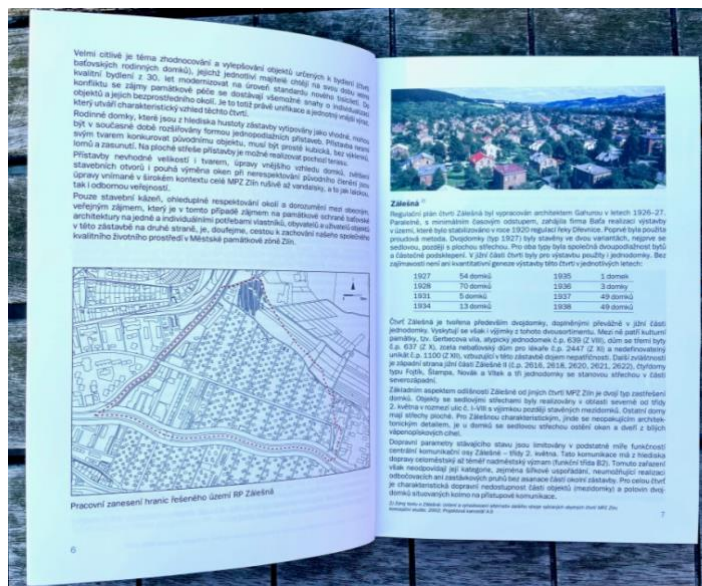 Velmi citlivé je téma zhodnocování a vylepšování objektů určených k bydlení (čtvrť
baťovských rodinných domků), jejichž jednotliví majitelé chtějí na svou dobu velmi
kvalitní bydlení z 30. let modernizovat na úroveň standardu nového tisíciletí. Do
konfliktu se zájmy památkové péče se dostávají všemožné snahy o individualizaci
objektů a jejich bezprostředního okolí. Je to totiž právě unifikace a jednotný vnější výraz,
který utváří charakteristický vzhled těchto čtvrtí.
Rodinné domky, které jsou z hlediska hustoty zástavby vytipovány jako vhodné, mohou
být v současné době rozšiřovány formou jednopodlažních přístaveb. Přístavba nesmí
svým tvarem konkurovat původnímu objektu, musí být prostě kubická, bez výklenků,
lomů a zasunutí. Na ploché střeše přístavby je možné realizovat pochozí terasu.
Přístavby nevhodné velikostí i tvarem, úpravy vnějšího vzhledu domků, zvětšení
stavebních otvorů i pouhá výměna oken při nerespektování původního členění jsou
úpravy vnímané v širokém kontextu celé MPZ Zlín rušivě až vandalsky, a to jak laickou,
tak i odbornou veřejností.
Pouze stavební kázeň, ohleduplné respektování okolí a dorozumění mezi obecným
veřejným zájmem, který je v tomto případě zájmem na památkové ochraně baťovské
architektury na jedné a individuálními potřebami vlastníků, obyvatelů a uživatelů objektů
v této zástavbě na druhé straně, je, doufejme, cestou k zachování našeho společného
kvalitního životního prostředí v Městské památkové zóně Zlín.
Pracovní zanesení hranic řešeného území RP Zálešná
6
Zálešná 2)
Regulační plán čtvrti Zálešná byl vypracován architektem Gahurou v letech 1926–27.
Paralelně, s minimálním časovým odstupem, zahájila firma Baťa realizaci výstavby
v území, které bylo stabilizováno v roce 1920 regulací řeky Dřevnice. Poprvé byla použita
proudová metoda. Dvojdomky (typ 1927) byly stavěny ve dvou variantách, nejprve se
sedlovou, později s plochou střechou. Pro oba typy byla společná dvoupodlažnost bytů
a částečné podsklepení. V jižní části čtvrti byly pro výstavbu použity i jednodomky. Bez
zajímavosti není ani kvantitativní geneze výstavby této čtvrti v jednotlivých letech:
1927 54 domků 1935 1 domek
1928 70 domků 1936 3 domky
1931 5 domků 1937 49 domků
1934 13 domků 1938 49 domků
Čtvrť Zálešná je tvořena především dvojdomky, doplněnými převážně v jižní části
jednodomky. Vyskytují se však i výjimky z tohoto dvousortimentu. Mezi ně patří kulturní
památky, tzv. Gerbecova vila, atypický jednodomek č.p. 639 (Z VIII), dům se třemi byty
č.p. 637 (Z X), zcela nebaťovský dům pro lékaře č.p. 2447 (Z X) a nedefinovatelný
unikát č.p. 1100 (Z XII), vzbuzující v této zástavbě dojem nepatřičnosti. Další zvláštností
je západní strana jižní části Zálešné II (č.p. 2616, 2618, 2620, 2621, 2622), čtyřdomy
typu Fojtík, Šlampa, Novák a Vítek a tři jednodomky se stanovou střechou v části
severozápadní.
Základním aspektem odlišnosti Zálešné od jiných čtvrtí MPZ Zlín je dvojí typ zastřešení
domků. Objekty se sedlovými střechami byly realizovány v oblasti severně od třídy
2. května v rozmezí ulic č. I–VIII s výjimkou později stavěných mezidomků. Ostatní domy
mají střechy ploché. Pro Zálešnou charakteristickým, jinde se neopakujícím architek-
tonickým detailem, je u domků se sedlovou střechou ostění oken a dveří z bílých
vápenopískových cihel.
Dopravní parametry stávajícího stavu jsou limitovány v podstatné míře funkčností
centrální komunikační osy Zálešné – třídy 2. května. Tato komunikace má z hlediska
dopravy celoměstský až téměř nadměstský význam (funkční třída B2). Tomuto zařazení
však neodpovídají její kategorie, zejména šířkové uspořádání, neumožňující realizaci
odbočovacích ani zastávkových pruhů bez asanace části okolní zástavby. Pro celou čtvrť
je charakteristická dopravní nedostupnost části objektů (mezidomky) a polovin dvoj-
domků situovaných kolmo na přístupové komunikace.
7